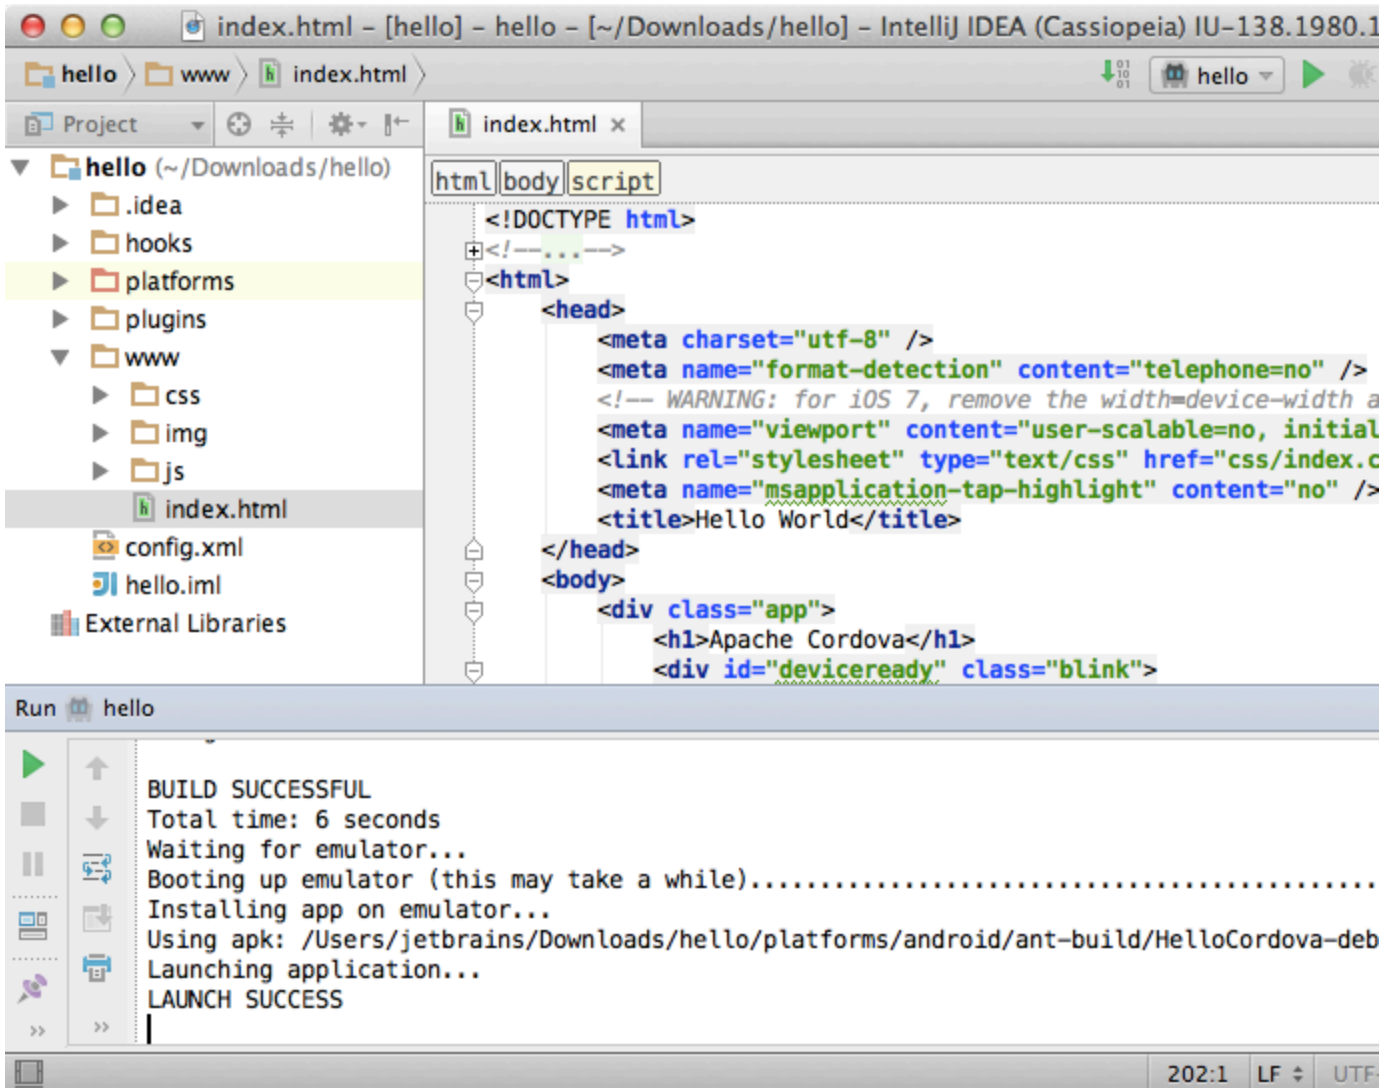 index.html – [hello] – hello – [~/Downloads/hello] – IntelliJ IDEA (Cassiopeia) IU–138.1980.1
hello www index.html hello
Project
index.html
hello (~/Downloads/hello)
.idea
hooks
platforms
plugins
www
css
img
js
index.html
config.xml
hello.iml
External Libraries
html body script
<!DOCTYPE html>
<!--...-->
<html>
<head>
<meta charset="utf-8" />
<meta name="format-detection" content="telephone=no" />
<!-- WARNING: for iOS 7, remove the width=device-width a
<meta name="viewport" content="user-scalable=no, initial
<link rel="stylesheet" type="text/css" href="css/index.c
<meta name="msapplication-tap-highlight" content="no" />
<title>Hello World</title>
</head>
<body>
<div class="app">
<h1>Apache Cordova</h1>
<div id="deviceready" class="blink">
Run hello
BUILD SUCCESSFUL
Total time: 6 seconds
Waiting for emulator...
Booting up emulator (this may take a while).............................................
Installing app on emulator...
Using apk: /Users/jetbrains/Downloads/hello/platforms/android/ant-build/HelloCordova-deb
Launching application...
LAUNCH SUCCESS
202:1 LF UTF-